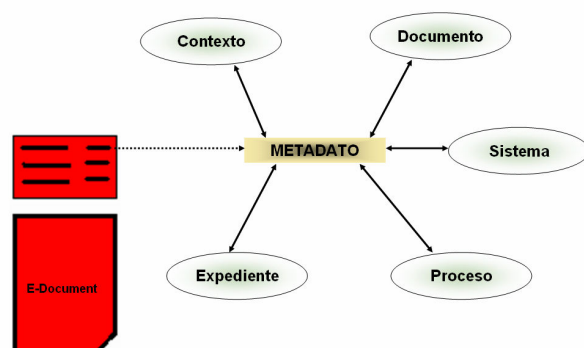 Contexto
Documento
METADATO
Sistema
E-Document
Expediente
Proceso